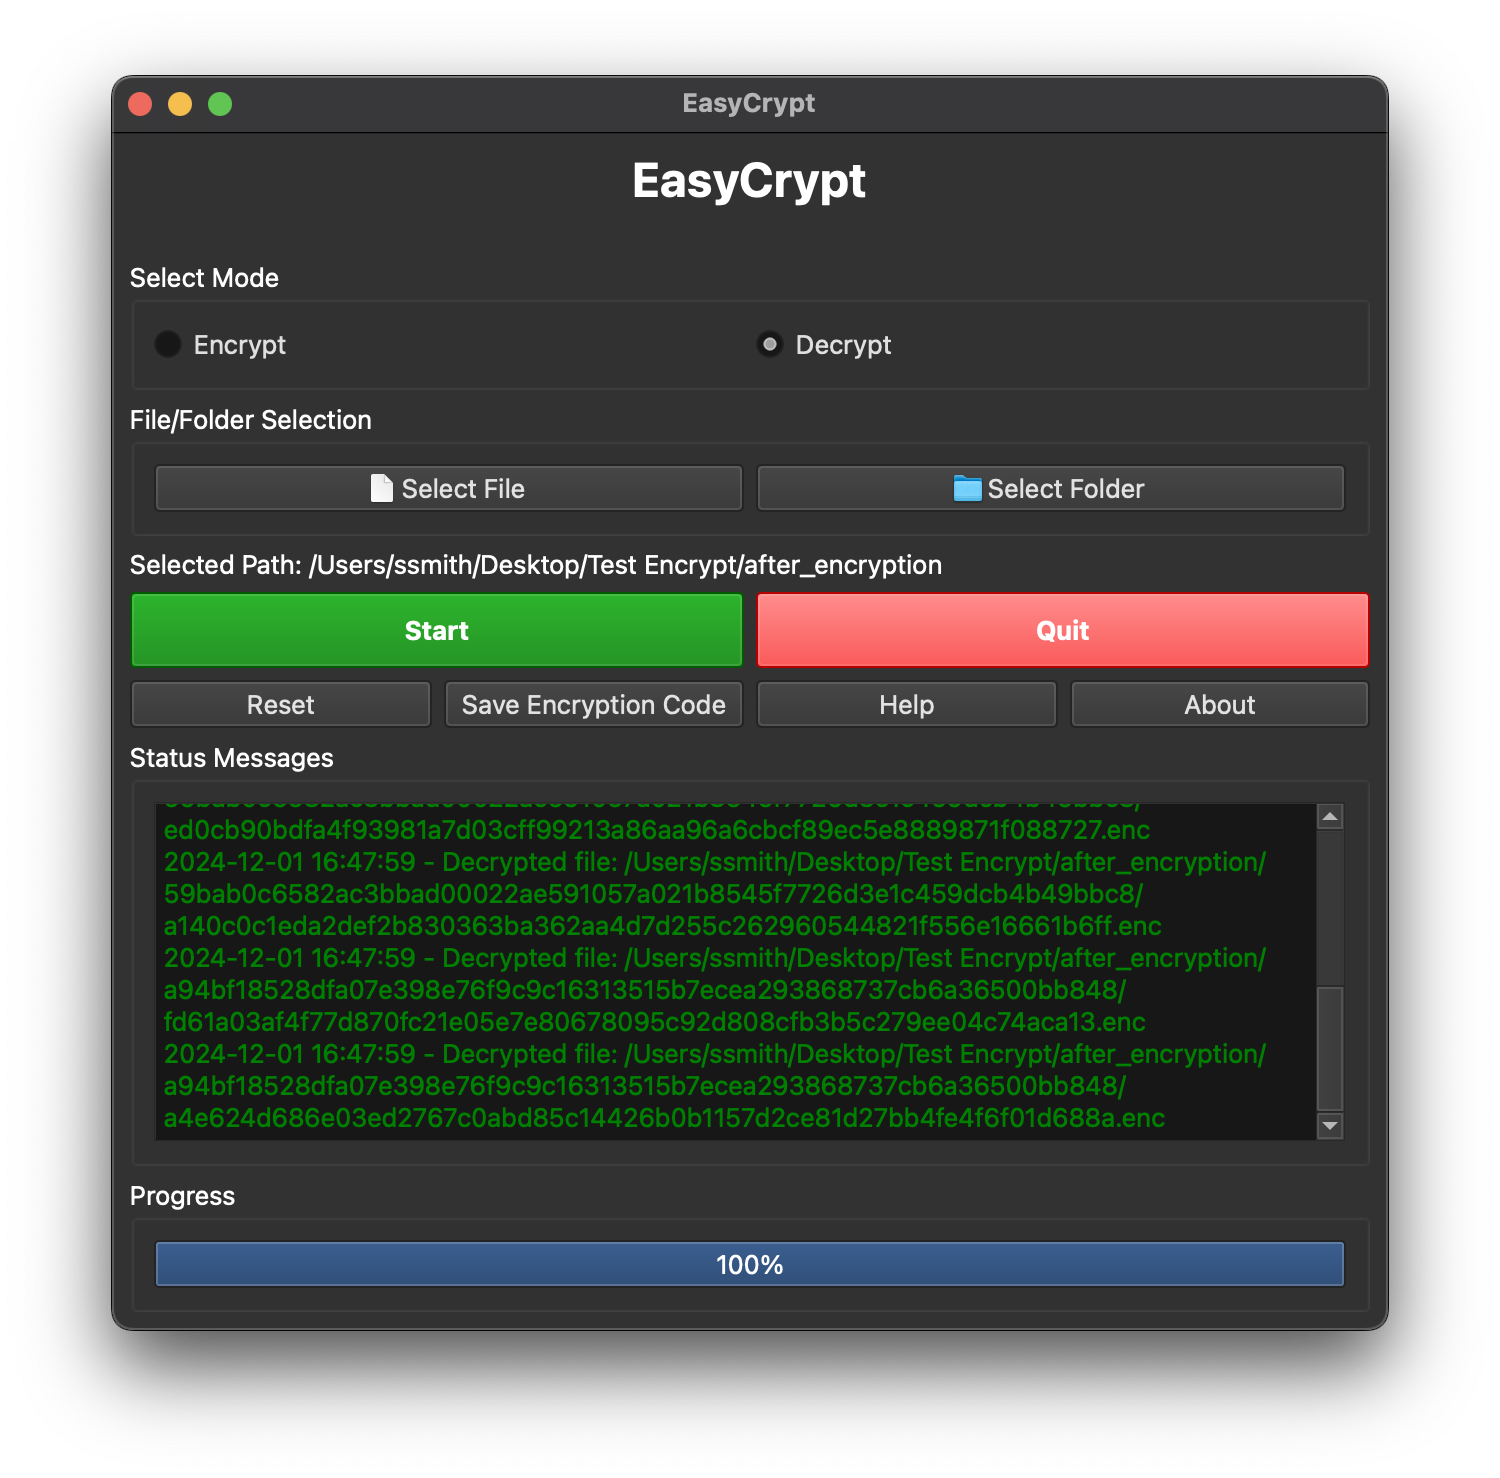 EasyCrypt
EasyCrypt
Select Mode
Encrypt
Decrypt
File/Folder Selection
Select File
Select Folder
Selected Path: /Users/ssmith/Desktop/Test Encrypt/after_encryption
Start
Quit
Reset
Save Encryption Code
Help
About
Status Messages
ed0cb90bdfa4f93981a7d03cff99213a86aa96a6cbcf89ec5e8889871f088727.enc
2024-12-01 16:47:59 - Decrypted file: /Users/ssmith/Desktop/Test Encrypt/after_encryption/
59bab0c6582ac3bbad00022ae591057a021b8545f7726d3e1c459dcb4b49bbc8/
a140c0c1eda2def2b830363ba362aa4d7d255c262960544821f556e16661b6ff.enc
2024-12-01 16:47:59 - Decrypted file: /Users/ssmith/Desktop/Test Encrypt/after_encryption/
a94bf18528dfa07e398e76f9c9c16313515b7ecea293868737cb6a36500bb848/
fd61a03af4f77d870fc21e05e7e80678095c92d808cfb3b5c279ee04c74aca13.enc
2024-12-01 16:47:59 - Decrypted file: /Users/ssmith/Desktop/Test Encrypt/after_encryption/
a94bf18528dfa07e398e76f9c9c16313515b7ecea293868737cb6a36500bb848/
a4e624d686e03ed2767c0abd85c14426b0b1157d2ce81d27bb4fe4f6f01d688a.enc
Progress
100%